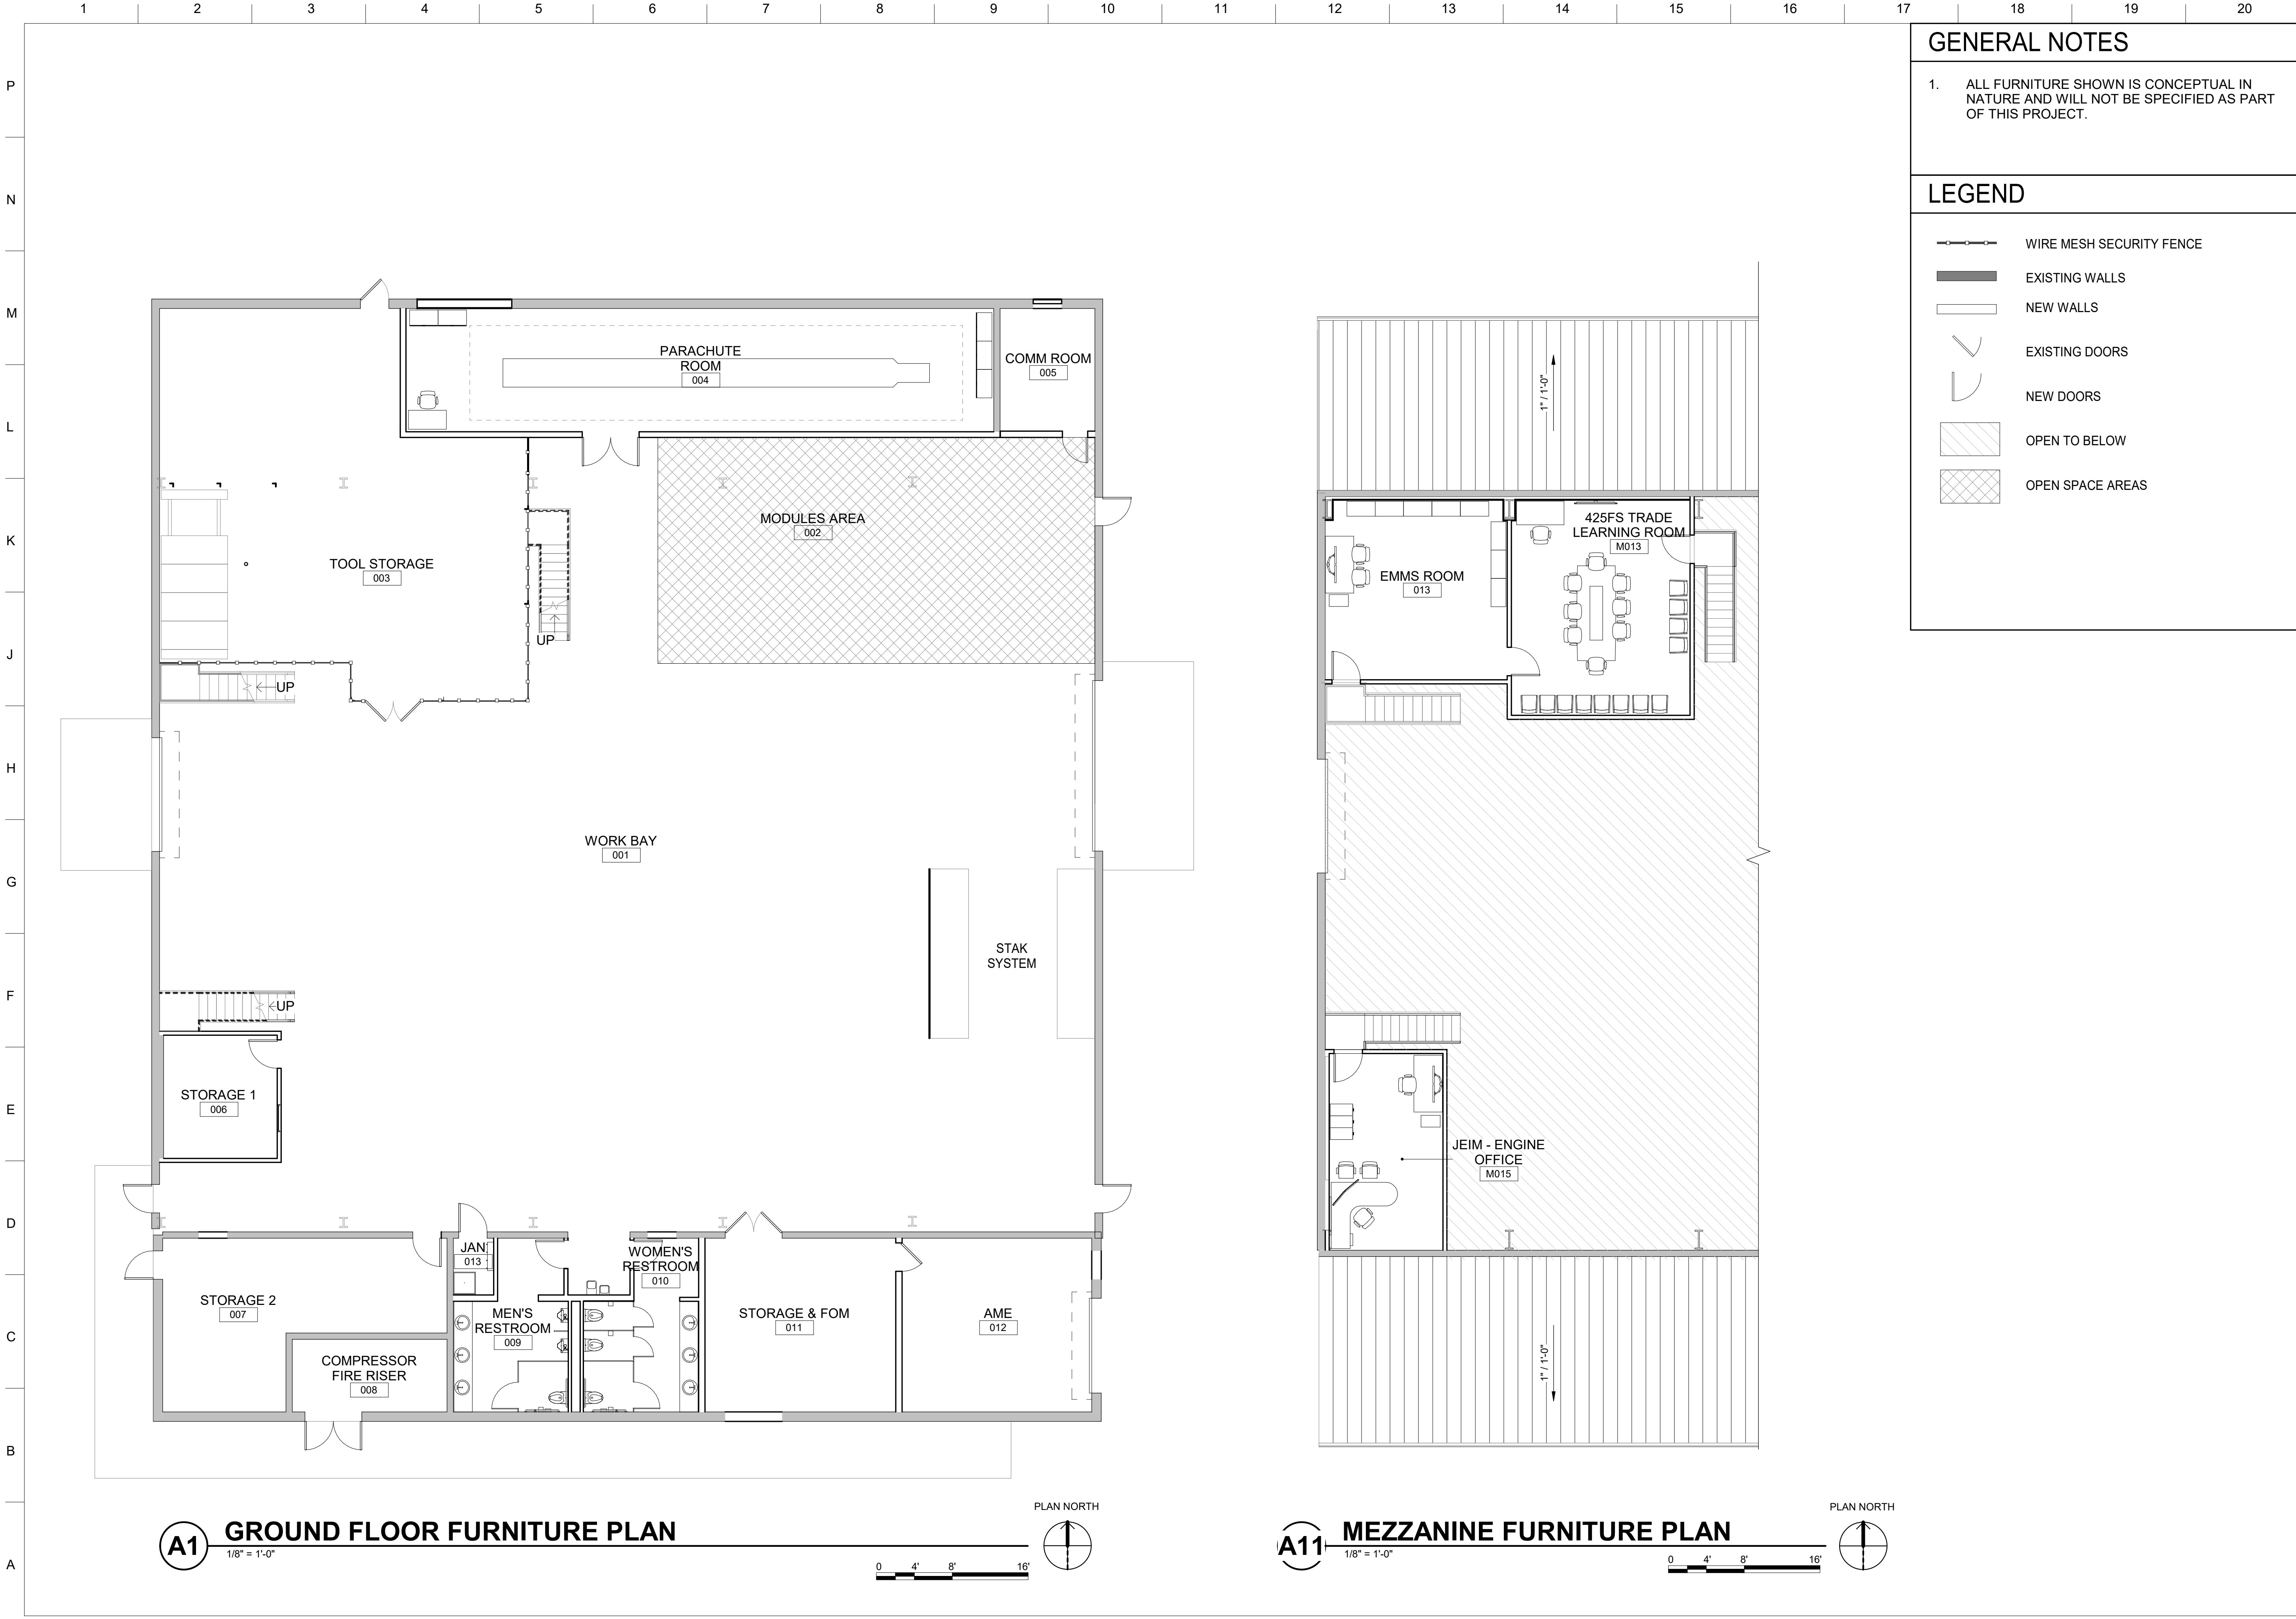 1 2 3 4 5 6 7 8 9 10 11 12 13 14 15 16 17 18 19 20
P
N
M
L
K
J
H
G
F
E
D
C
B
A
GENERAL NOTES
1. ALL FURNITURE SHOWN IS CONCEPTUAL IN
NATURE AND WILL NOT BE SPECIFIED AS PART
OF THIS PROJECT.
LEGEND
WIRE MESH SECURITY FENCE
EXISTING WALLS
NEW WALLS
EXISTING DOORS
NEW DOORS
OPEN TO BELOW
OPEN SPACE AREAS
PARACHUTE
ROOM
004
COMM ROOM
005
MODULES AREA
002
TOOL STORAGE
003
UP
UP
WORK BAY
001
STAK
SYSTEM
UP
STORAGE 1
006
JAN
013
WOMEN'S
RESTROOM
010
STORAGE 2
007
MEN'S
RESTROOM
009
STORAGE & FOM
011
AME
012
COMPRESSOR
FIRE RISER
008
A1
GROUND FLOOR FURNITURE PLAN
1/8" = 1'-0"
0 4' 8' 16'
PLAN NORTH
1" / 1'-0"
425FS TRADE
LEARNING ROOM
M013
EMMS ROOM
013
JEIM - ENGINE
OFFICE
M015
1" / 1'-0"
A11
MEZZANINE FURNITURE PLAN
1/8" = 1'-0"
0 4' 8' 16'
PLAN NORTH